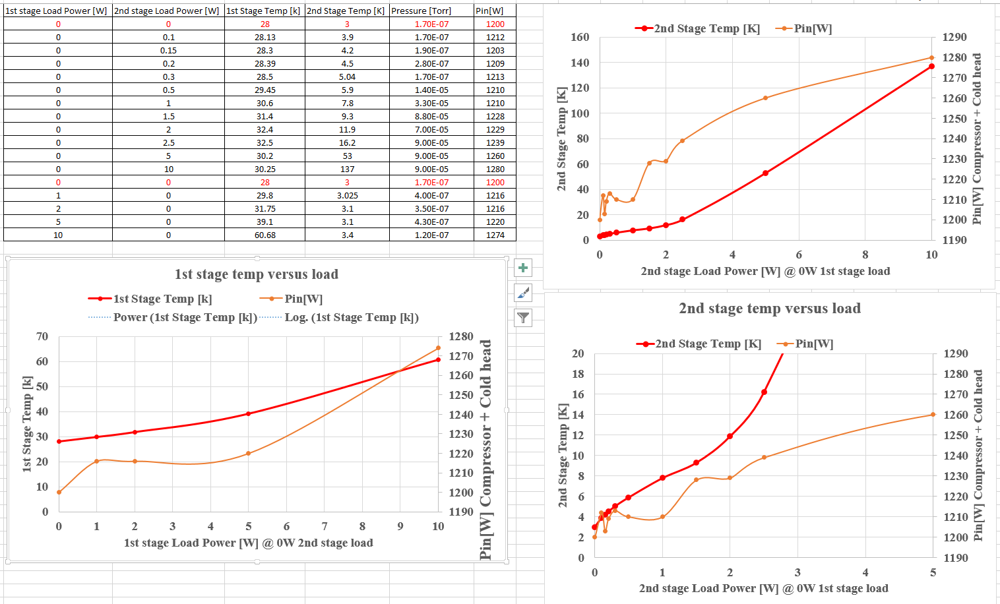 1st stage Load Power [W] 2nd stage Load Power [W] 1st Stage Temp [k] 2nd Stage Temp [K] Pressure [Torr] Pin[W]
0 0 28 3 1.70E-07 1200
0 0.1 28.13 3.9 1.70E-07 1212
0 0.15 28.3 4.2 1.90E-07 1203
0 0.2 28.39 4.5 2.80E-07 1209
0 0.3 28.5 5.04 1.70E-07 1213
0 0.5 29.45 5.9 1.40E-05 1210
0 1 30.6 7.8 3.30E-05 1210
0 1.5 31.4 9.3 8.80E-05 1228
0 2 32.4 11.9 7.00E-05 1229
0 2.5 32.5 16.2 9.00E-05 1239
0 5 30.2 53 9.00E-05 1260
0 10 30.25 137 9.00E-05 1280
0 0 28 3 1.70E-07 1200
1 0 29.8 3.025 4.00E-07 1216
2 0 31.75 3.1 3.50E-07 1216
5 0 39.1 3.1 4.30E-07 1220
10 0 60.68 3.4 1.20E-07 1274
2nd Stage Temp [K] Pin[W]
160
140
120
100
80
60
40
20
0
2nd Stage Temp [K]
1290
1280
1270
1260
1250
1240
1230
1220
1210
1200
1190
Pin[W] Compressor + Cold head
0 2 4 6 8 10
2nd stage Load Power [W] @ 0W 1st stage load
1st stage temp versus load
1st Stage Temp [k] Pin[W]
Power (1st Stage Temp [k]) Log. (1st Stage Temp [k])
70
60
50
40
30
20
10
0
1st Stage Temp [k]
1280
1270
1260
1250
1240
1230
1220
1210
1200
1190
Pin[W] Compressor + Cold head
0 1 2 3 4 5 6 7 8 9 10
1st stage Load Power [W] @ 0W 2nd stage load
2nd stage temp versus load
2nd Stage Temp [K] Pin[W]
20
18
16
14
12
10
8
6
4
2
0
2nd Stage Temp [K]
1290
1280
1270
1260
1250
1240
1230
1220
1210
1200
1190
Pin[W] Compressor + Cold head
0 1 2 3 4 5
2nd stage Load Power [W] @ 0W 1st stage load